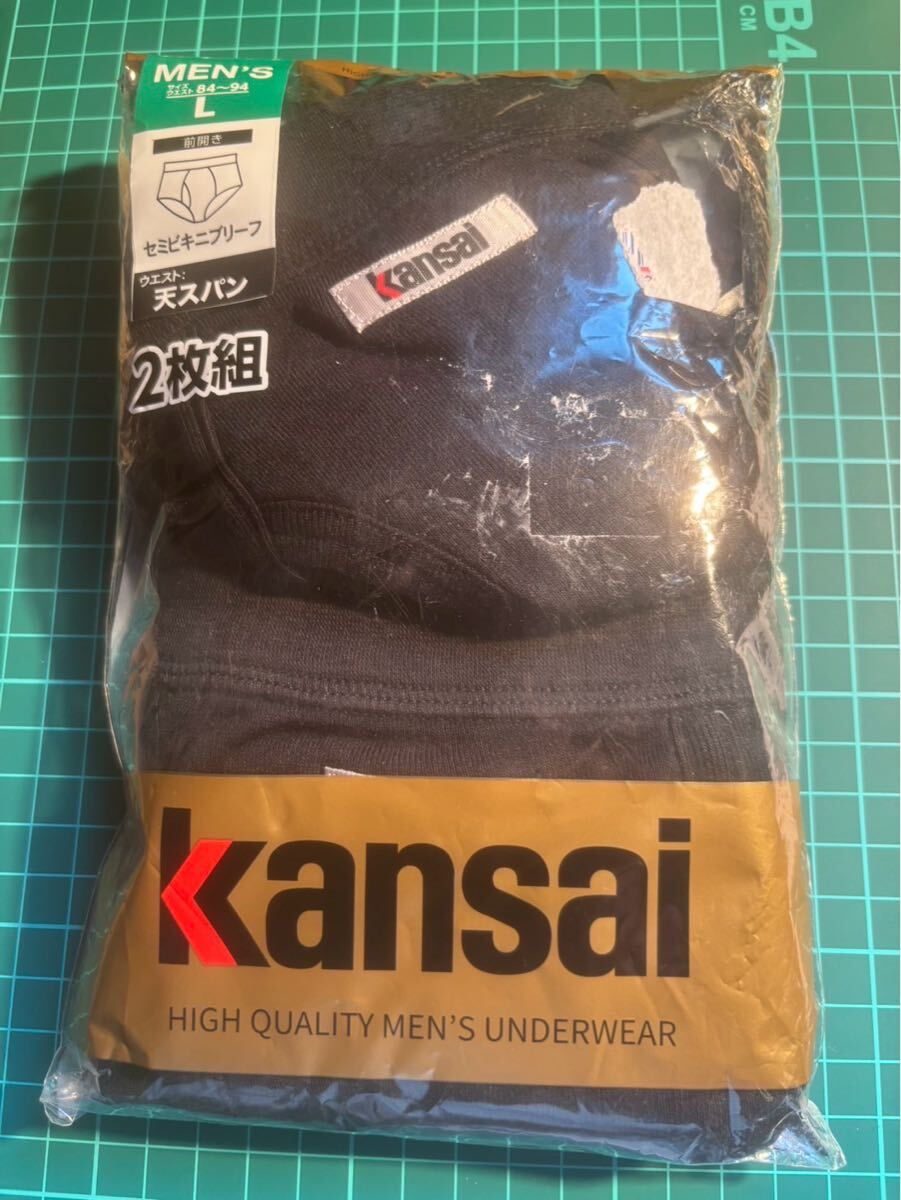 B4
CM
MEN'S
サイズ
ウエスト 84〜94
L
前開き
セミビキニブリーフ
ウエスト:
天スパン
2枚組
kansai
kansai
HIGH QUALITY MEN'S UNDERWEAR